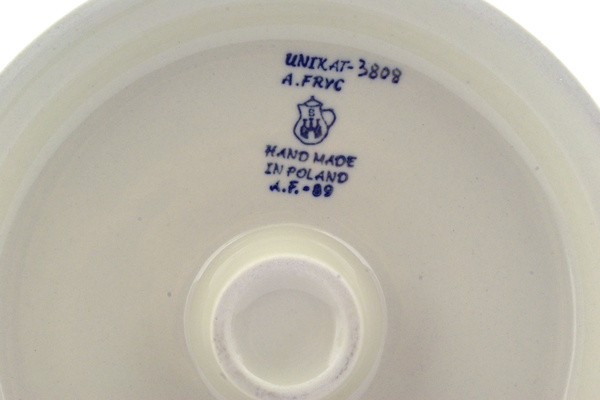 UNIKAT-3808
A.FRYC
B
HAND MADE
IN POLAND
A.F.•89